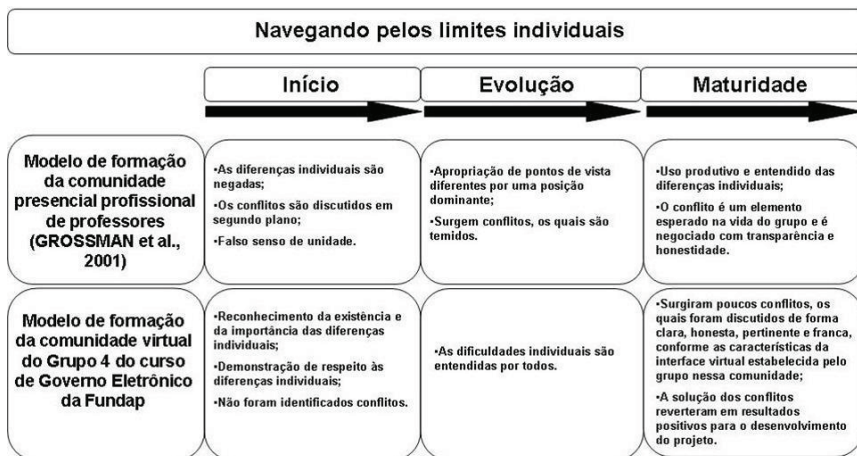 Navegando pelos limites individuais
Início
Evolução
Maturidade
Modelo de formação
da comunidade
presencial profissional
de professores
(GROSSMAN et al.,
2001)
•As diferenças individuais são
negadas;
•Os conflitos são discutidos em
segundo plano;
•Falso senso de unidade.
•Apropriação de pontos de vista
diferentes por uma posição
dominante;
•Surgem conflitos, os quais são
temidos.
•Uso produtivo e entendido das
diferenças individuais;
•O conflito é um elemento
esperado na vida do grupo e é
negociado com transparência e
honestidade.
Modelo de formação
da comunidade virtual
do Grupo 4 do curso
de Governo Eletrônico
da Fundap
•Reconhecimento da existência e
da importância das diferenças
individuais;
•Demonstração de respeito às
diferenças individuais;
•Não foram identificados conflitos.
•As dificuldades individuais são
entendidas por todos.
•Surgiram poucos conflitos, os
quais foram discutidos de forma
clara, honesta, pertinente e franca,
conforme as características da
interface virtual estabelecida pelo
grupo nessa comunidade;
•A solução dos conflitos
reverteram em resultados
positivos para o desenvolvimento
do projeto.